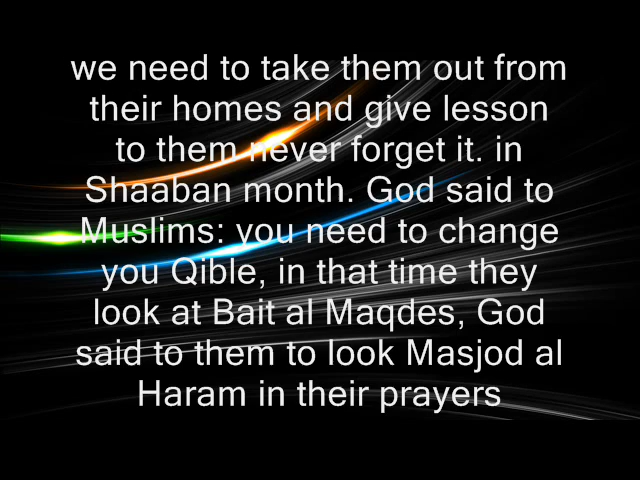 we need to take them out from
their homes and give lesson
to them never forget it. in
Shaaban month. God said to
Muslims: you need to change
you Qible, in that time they
look at Bait al Maqdes, God
said to them to look Masjod al
Haram in their prayers